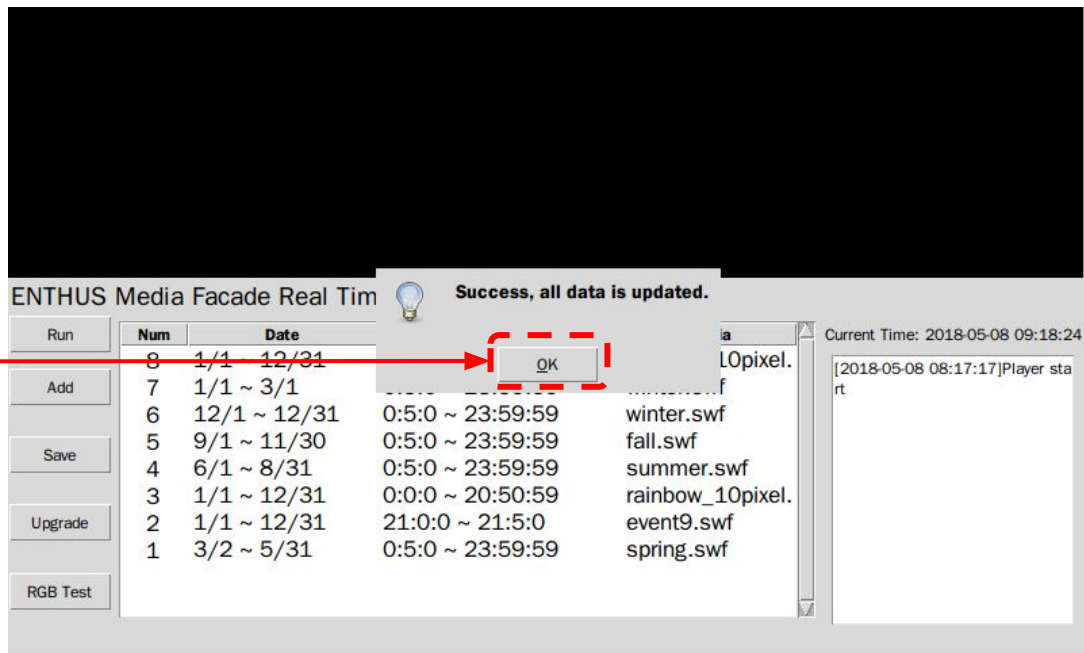 ENTHUS Media Facade Real Tim
Success, all data is updated.
OK
Run
Add
Save
Upgrade
RGB Test
Num Date
8 1/1 ~ 12/31 10pixel.
7 1/1 ~ 3/1
6 12/1 ~ 12/31 0:5:0 ~ 23:59:59 winter.swf
5 9/1 ~ 11/30 0:5:0 ~ 23:59:59 fall.swf
4 6/1 ~ 8/31 0:5:0 ~ 23:59:59 summer.swf
3 1/1 ~ 12/31 0:0:0 ~ 20:50:59 rainbow_10pixel.
2 1/1 ~ 12/31 21:0:0 ~ 21:5:0 event9.swf
1 3/2 ~ 5/31 0:5:0 ~ 23:59:59 spring.swf
Current Time: 2018-05-08 09:18:24
[2018-05-08 08:17:17]Player sta
rt